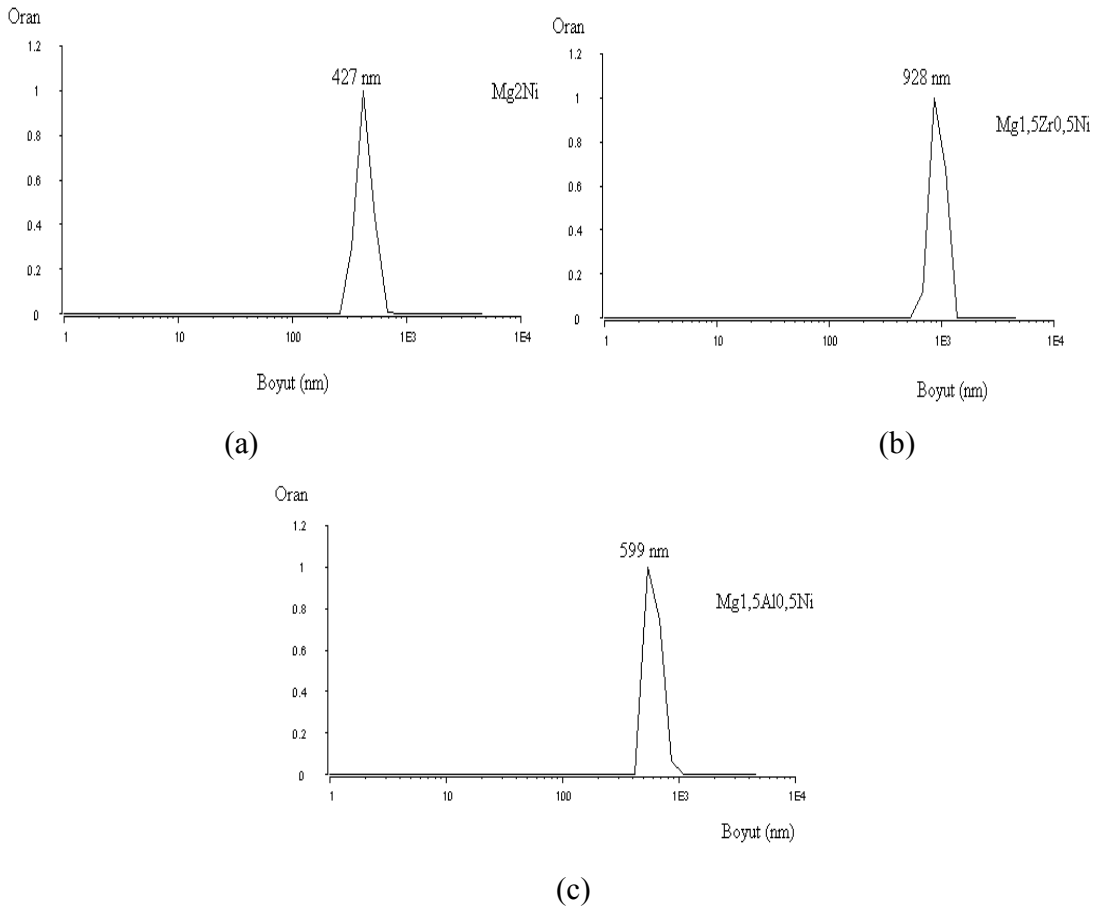 Oran
1.2
427 nm
1
Mg2Ni
0.8
0.6
0.4
0.2
0
1 10 100 1E3 1E4
Boyut (nm)
(a)
Oran
1.2
928 nm
1
Mg1,5Zr0,5Ni
0.8
0.6
0.4
0.2
0
1 10 100 1E3 1E4
Boyut (nm)
(b)
Oran
1.2
599 nm
1
Mg1,5Al0,5Ni
0.8
0.6
0.4
0.2
0
1 10 100 1E3 1E4
Boyut (nm)
(c)